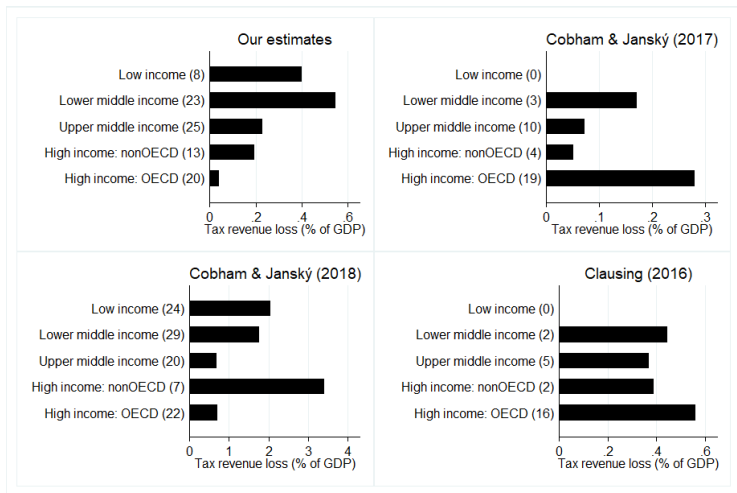 Our estimates
Low income (8)
Lower middle income (23)
Upper middle income (25)
High income: nonOECD (13)
High income: OECD (20)
0 .2 .4 .6
Tax revenue loss (% of GDP)
Cobham & Janský (2017)
Low income (0)
Lower middle income (3)
Upper middle income (10)
High income: nonOECD (4)
High income: OECD (19)
0 .1 .2 .3
Tax revenue loss (% of GDP)
Cobham & Janský (2018)
Low income (24)
Lower middle income (29)
Upper middle income (20)
High income: nonOECD (7)
High income: OECD (22)
0 1 2 3 4
Tax revenue loss (% of GDP)
Clausing (2016)
Low income (0)
Lower middle income (2)
Upper middle income (5)
High income: nonOECD (2)
High income: OECD (16)
0 .2 .4 .6
Tax revenue loss (% of GDP)